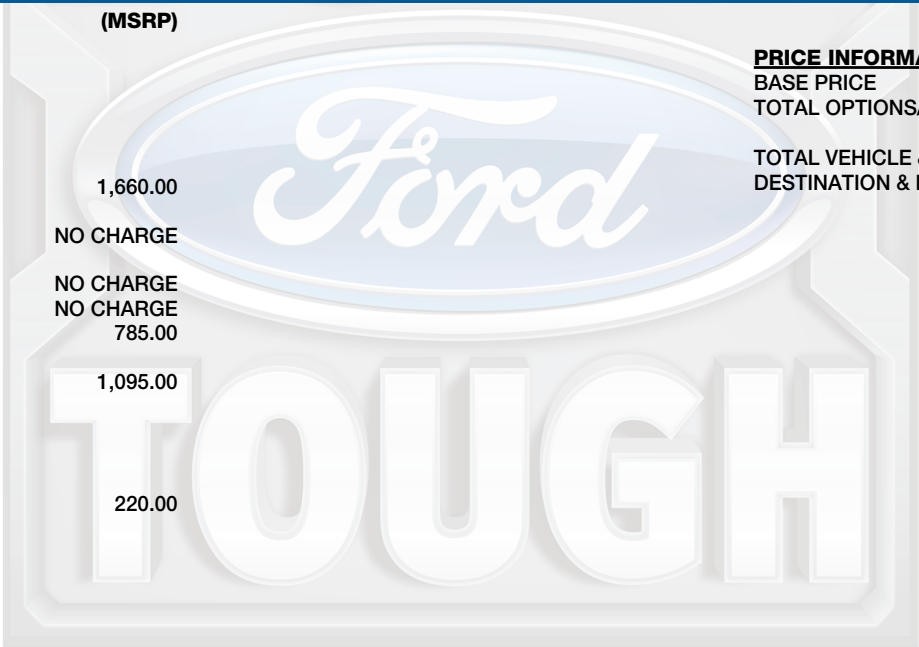 (MSRP)
1,660.00
NO CHARGE
NO CHARGE
NO CHARGE
785.00
1,095.00
220.00
PRICE INFORMA
BASE PRICE
TOTAL OPTIONS
TOTAL VEHICLE &
DESTINATION &
Ford
TOUGH